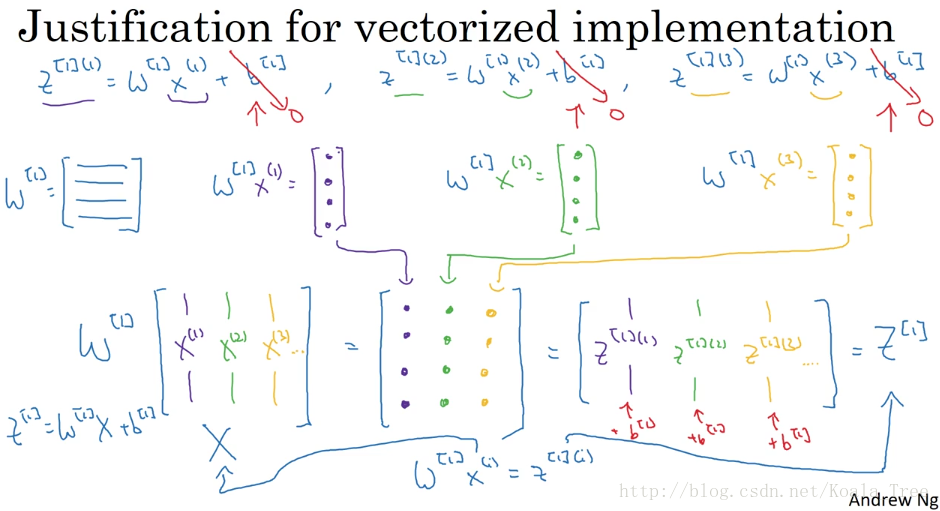 Justification for vectorized implementation
z^[1](1) = W^[1] x^(1) + b^[1] , z^[1](2) = W^[1] x^(2) + b^[1] , z^[1](3) = W^[1] x^(3) + b^[1]
0 0 0
W^[1] = W^[1] x^(1) = W^[1] x^(2) = W^[1] x^(3) =
W^[1] [ x^(1) x^(2) x^(3) ... ] = = [ z^[1](1) z^[1](2) z^[1](3) .... ] = Z^[1]
+ b^[1] + b^[1] + b^[1]
z^[1] = W^[1] X + b^[1]
X
W^[1] x^(i) = z^[1](i)
http://blog.csdn.net/Koala_Tree
Andrew Ng